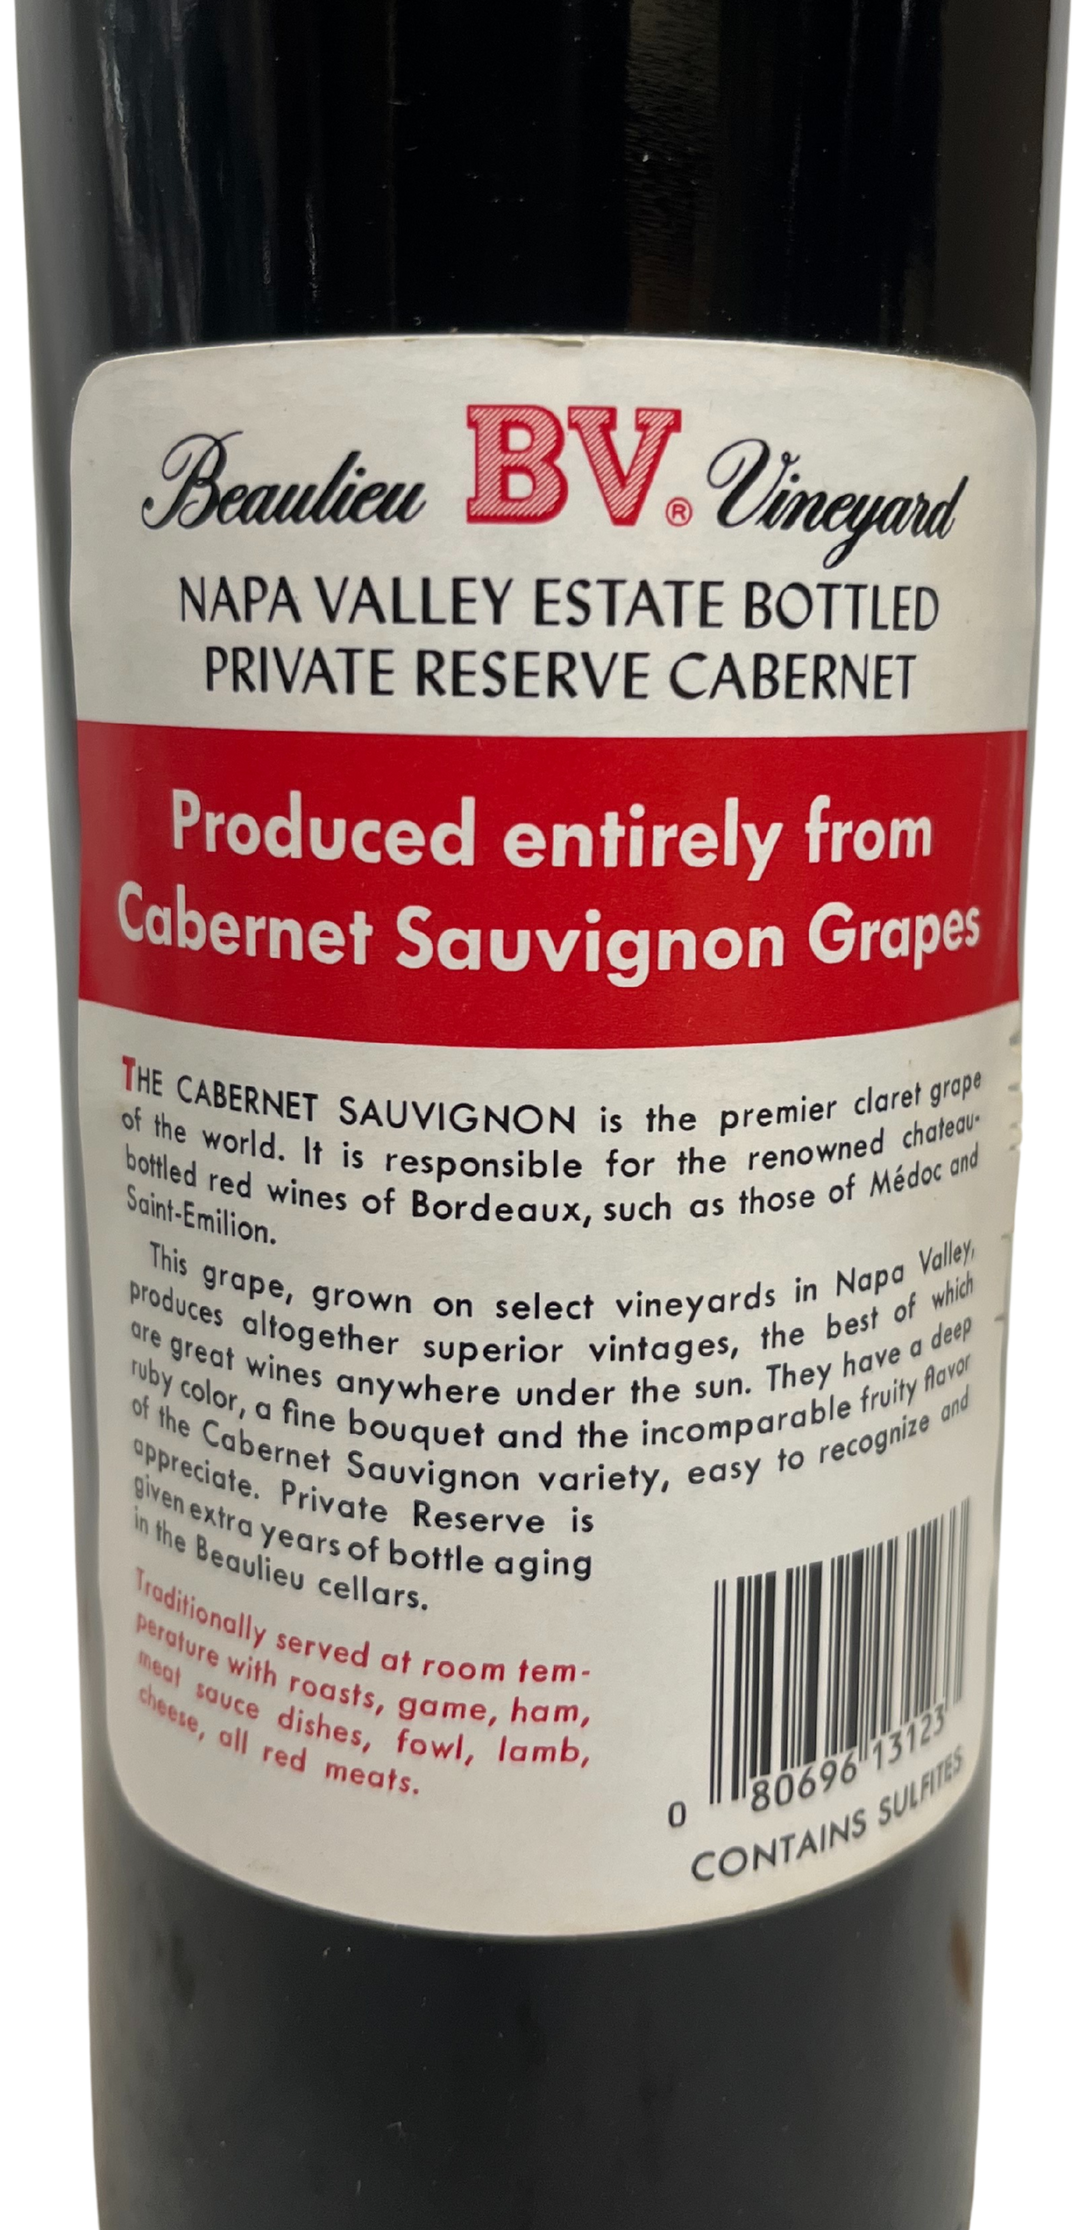 Beaulieu BV® Vineyard
NAPA VALLEY ESTATE BOTTLED
PRIVATE RESERVE CABERNET
Produced entirely from
Cabernet Sauvignon Grapes
THE CABERNET SAUVIGNON is the premier claret grape
of the world. It is responsible for the renowned chateau-
bottled red wines of Bordeaux, such as those of Médoc and
Saint-Emilion.
This grape, grown on select vineyards in Napa Valley,
produces altogether superior vintages, the best of which
are great wines anywhere under the sun. They have a deep
ruby color, a fine bouquet and the incomparable fruity flavor
of the Cabernet Sauvignon variety, easy to recognize and
appreciate. Private Reserve is
given extra years of bottle aging
in the Beaulieu cellars.
Traditionally served at room tem-
perature with roasts, game, ham,
meat sauce dishes, fowl, lamb,
cheese, all red meats.
0 80696 13123
CONTAINS SULFITES